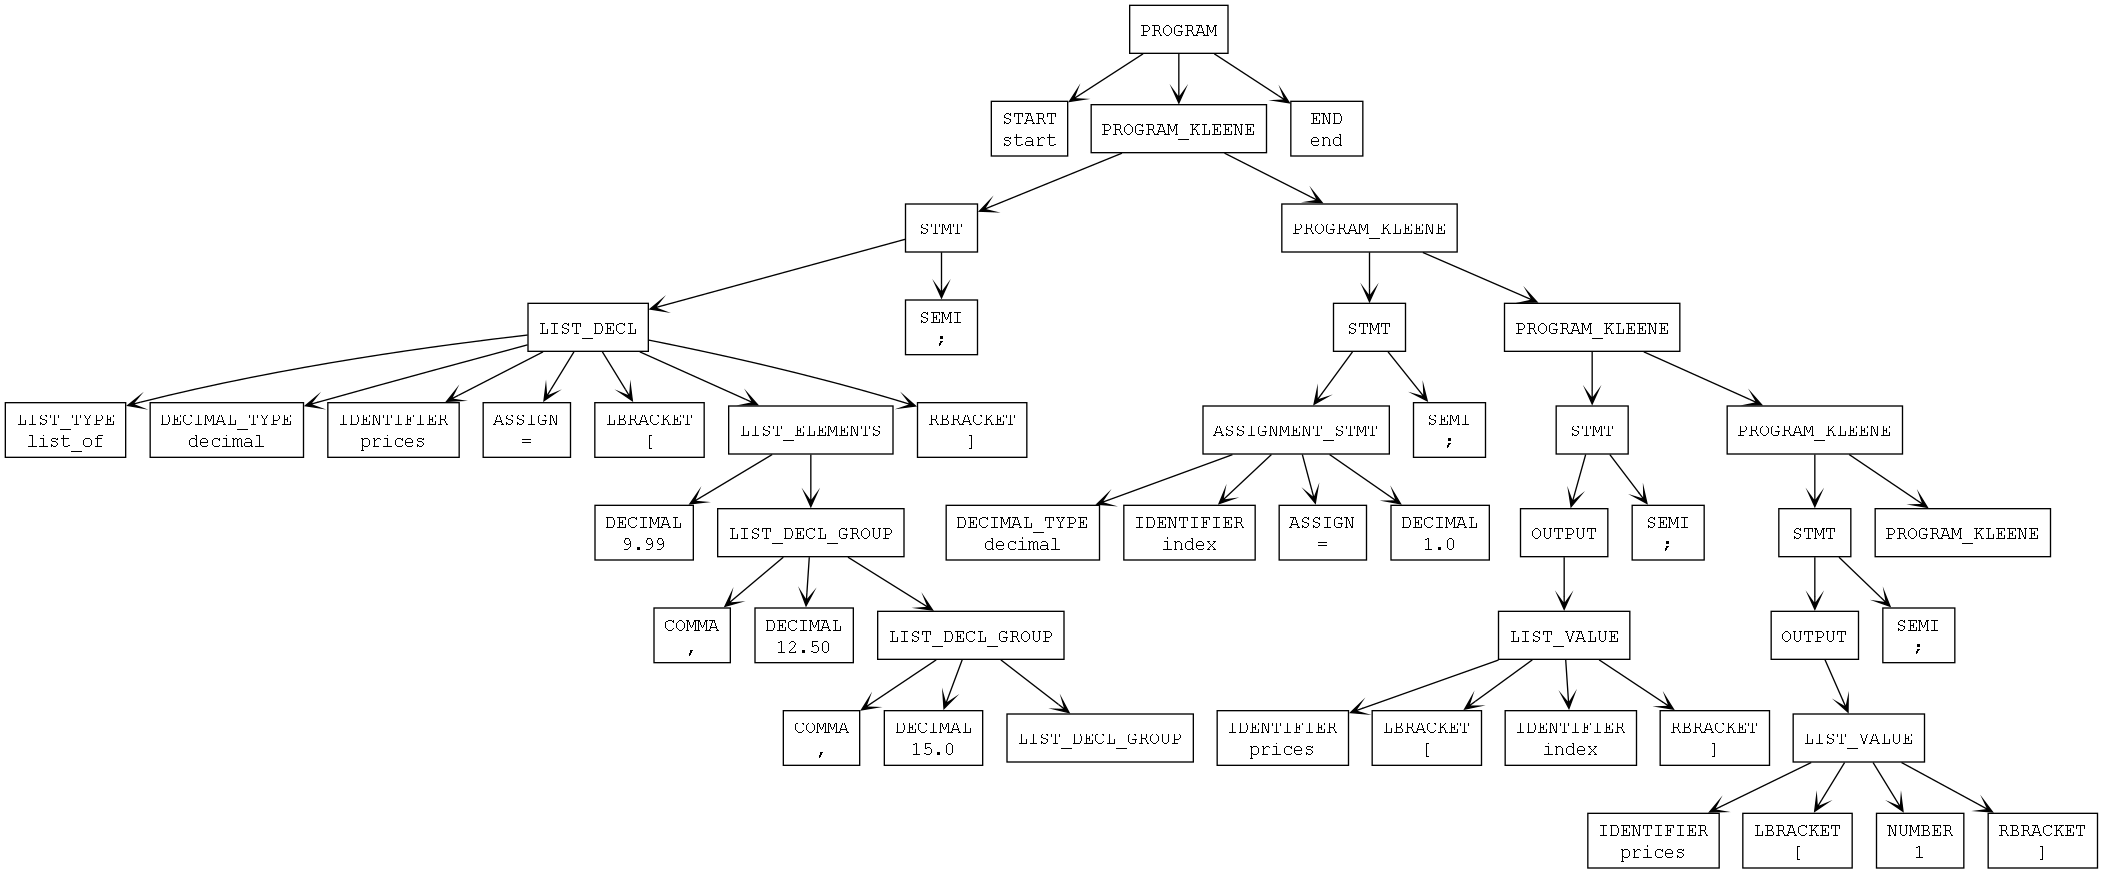 PROGRAM
START
start
PROGRAM_KLEENE
END
end
STMT
PROGRAM_KLEENE
LIST_DECL
SEMI
;
STMT
PROGRAM_KLEENE
LIST_TYPE
list_of
DECIMAL_TYPE
decimal
IDENTIFIER
prices
ASSIGN
=
LBRACKET
[
LIST_ELEMENTS
RBRACKET
]
ASSIGNMENT_STMT
SEMI
;
STMT
PROGRAM_KLEENE
DECIMAL
9.99
LIST_DECL_GROUP
DECIMAL_TYPE
decimal
IDENTIFIER
index
ASSIGN
=
DECIMAL
1.0
OUTPUT
SEMI
;
STMT
PROGRAM_KLEENE
COMMA
,
DECIMAL
12.50
LIST_DECL_GROUP
LIST_VALUE
OUTPUT
SEMI
;
COMMA
,
DECIMAL
15.0
LIST_DECL_GROUP
IDENTIFIER
prices
LBRACKET
[
IDENTIFIER
index
RBRACKET
]
LIST_VALUE
IDENTIFIER
prices
LBRACKET
[
NUMBER
1
RBRACKET
]